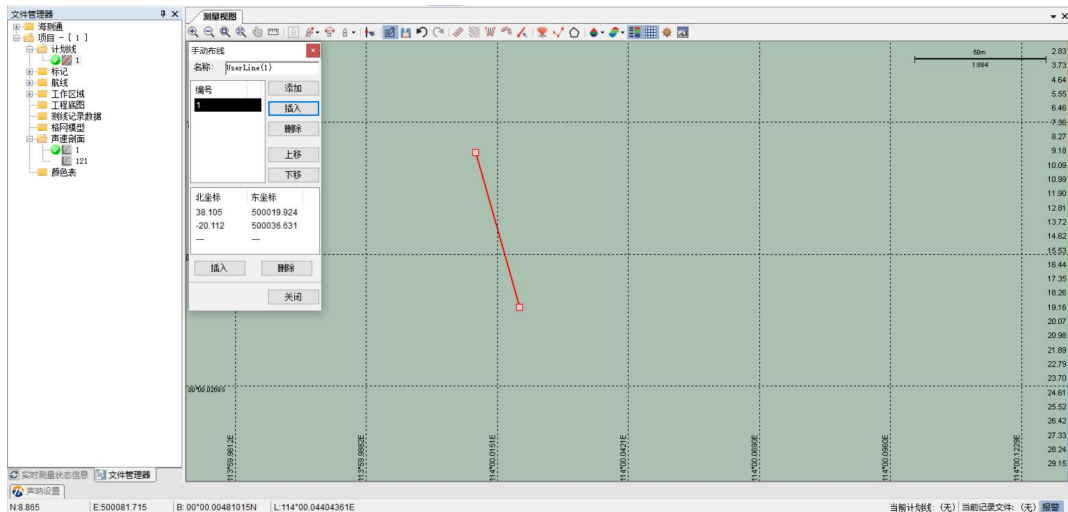 文件管理器
海测通
项目 - [ 1 ]
计划线
1
标记
航线
工作区域
工程底图
测线记录数据
格网模型
声速剖面
1
121
颜色表
实时测量状态信息 文件管理器
测量视图
手动布线
名称: UserLine(1)
编号
1
添加
插入
删除
上移
下移
北坐标 东坐标
38.105 500019.924
-20.112 500036.631
--- ---
插入 删除
关闭
50m
1:884
2.83
3.73
4.64
5.55
6.46
7.36
8.27
9.18
10.09
10.99
11.90
12.81
13.72
14.62
15.53
16.44
17.35
18.26
19.16
20.07
20.98
21.89
22.79
23.70
24.61
25.52
26.42
27.33
28.24
29.15
00°00.0269S
113°59.9612E
113°59.9882E
114°00.0151E
114°00.0421E
114°00.0690E
114°00.0960E
114°00.1229E
声呐设置
N:8.865 E:500081.715 B: 00°00.00481015N L:114°00.04404361E
当前计划线: (无) 当前记录文件: (无) 报警